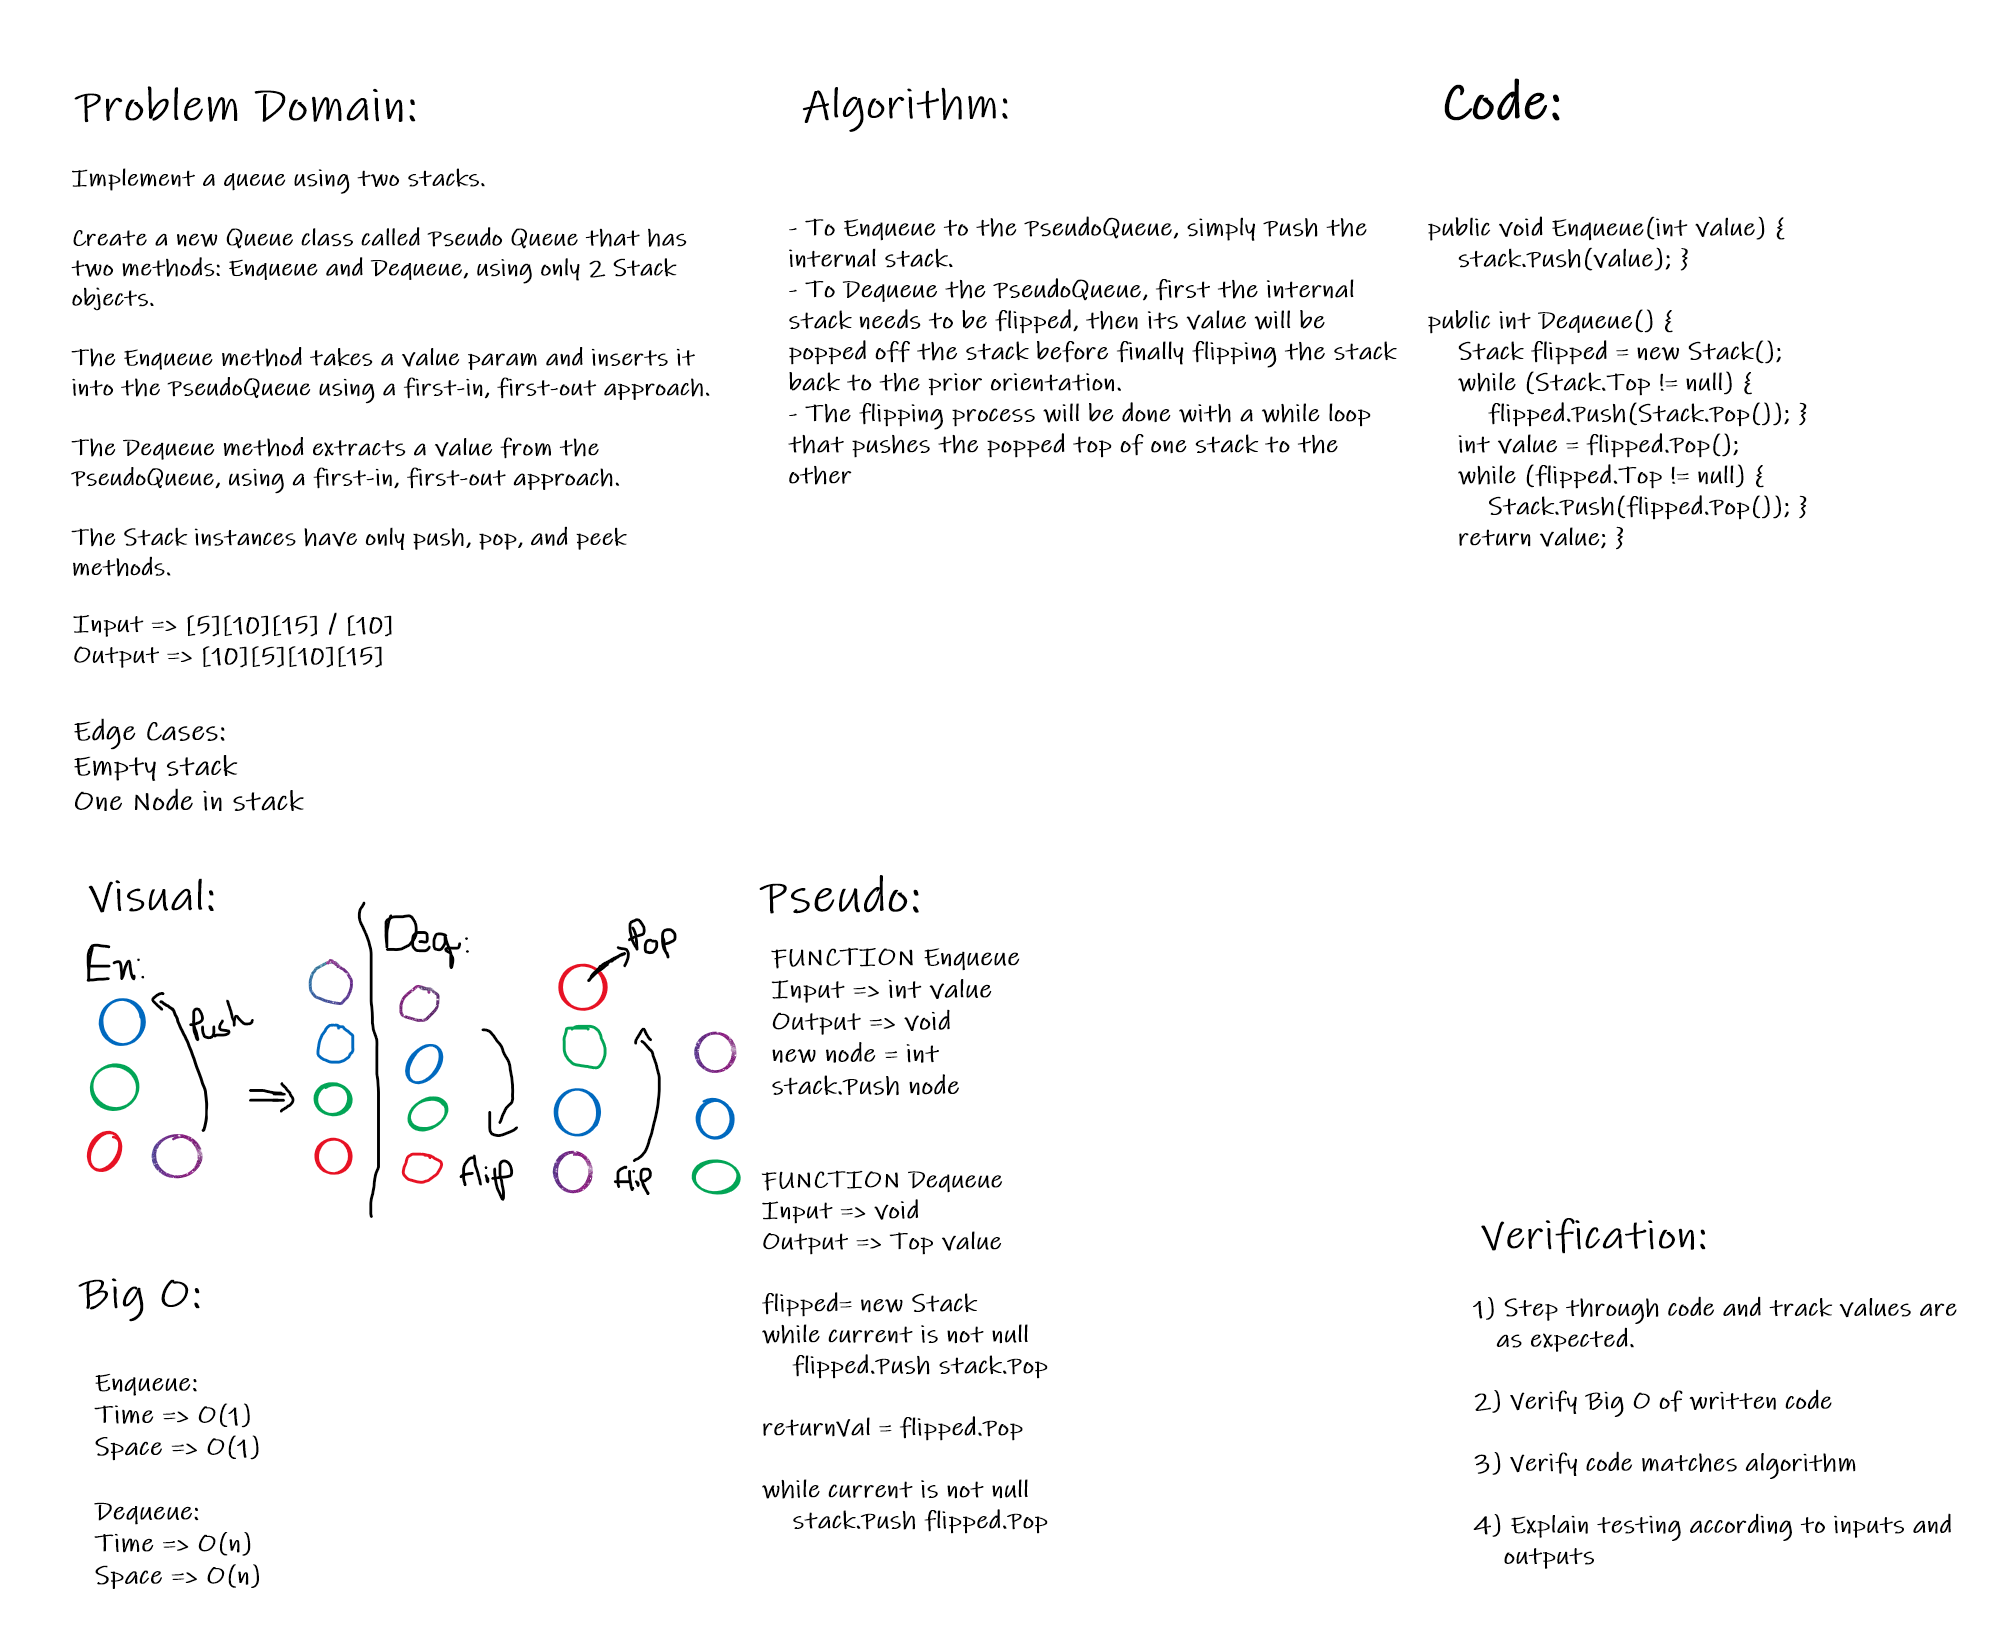 Problem Domain:
Implement a queue using two stacks.
Create a new Queue class called Pseudo Queue that has
two methods: Enqueue and Dequeue, using only 2 Stack
objects.
The Enqueue method takes a value param and inserts it
into the PseudoQueue using a first-in, first-out approach.
The Dequeue method extracts a value from the
PseudoQueue, using a first-in, first-out approach.
The Stack instances have only push, pop, and peek
methods.
Input => [5][10][15] / [10]
Output => [10][5][10][15]
Edge Cases:
Empty stack
One Node in stack
Algorithm:
- To Enqueue to the PseudoQueue, simply Push the
internal stack.
- To Dequeue the PseudoQueue, first the internal
stack needs to be flipped, then its value will be
popped off the stack before finally flipping the stack
back to the prior orientation.
- The flipping process will be done with a while loop
that pushes the popped top of one stack to the
other
Code:
public void Enqueue(int value) {
stack.Push(value); }
public int Dequeue() {
Stack flipped = new Stack();
while (Stack.Top != null) {
flipped.Push(Stack.Pop()); }
int value = flipped.Pop();
while (flipped.Top != null) {
Stack.Push(flipped.Pop()); }
return value; }
Visual:
En:
Push
Deq:
Flip
Pop
Flip
Big O:
Enqueue:
Time => O(1)
Space => O(1)
Dequeue:
Time => O(n)
Space => O(n)
Pseudo:
FUNCTION Enqueue
Input => int value
Output => void
new node = int
stack.Push node
FUNCTION Dequeue
Input => void
Output => Top value
flipped= new Stack
while current is not null
flipped.Push stack.Pop
returnVal = flipped.Pop
while current is not null
stack.Push flipped.Pop
Verification:
1) Step through code and track values are
as expected.
2) Verify Big O of written code
3) Verify code matches algorithm
4) Explain testing according to inputs and
outputs